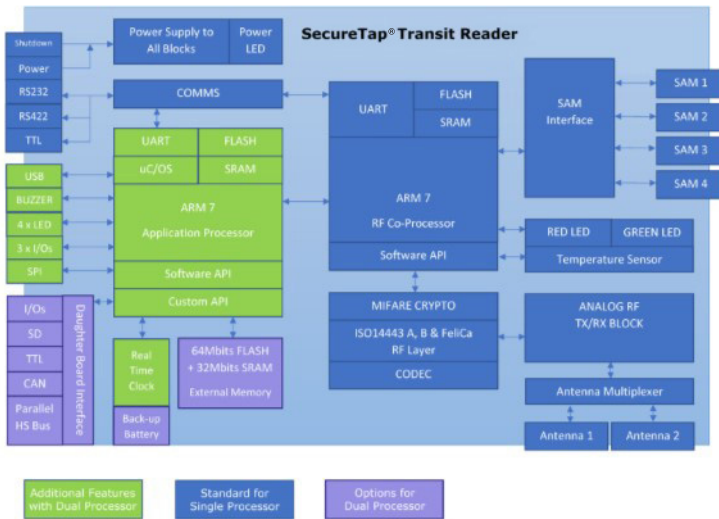 SecureTap® Transit Reader
Shutdown
Power
RS232
RS422
TTL
Power Supply to
All Blocks
Power
LED
COMMS
UART
FLASH
uC/OS
SRAM
ARM 7
Application Processor
Software API
Custom API
USB
BUZZER
4 x LED
3 x I/Os
SPI
I/Os
SD
TTL
CAN
Parallel
HS Bus
Daughter Board Interface
Real
Time
Clock
Back-up
Battery
64Mbits FLASH
+ 32Mbits SRAM
External Memory
UART
FLASH
SRAM
ARM 7
RF Co-Processor
Software API
MIFARE CRYPTO
ISO14443 A, B & FeliCa
RF Layer
CODEC
SAM
Interface
SAM 1
SAM 2
SAM 3
SAM 4
RED LED
GREEN LED
Temperature Sensor
ANALOG RF
TX/RX BLOCK
Antenna Multiplexer
Antenna 1
Antenna 2
Additional Features
with Dual Processor
Standard for
Single Processor
Options for
Dual Processor